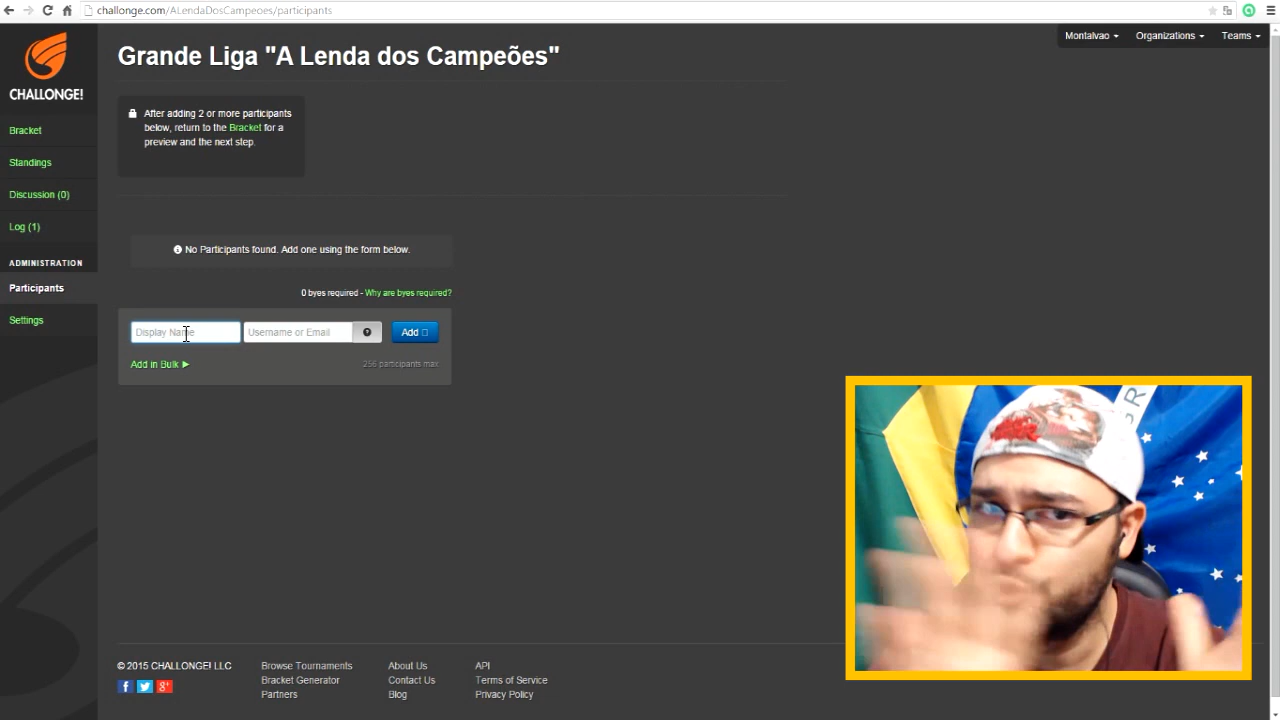 challonge.com/ALendaDosCampeoes/participants
CHALLONGE!
Bracket
Standings
Discussion (0)
Log (1)
ADMINISTRATION
Participants
Settings
Grande Liga "A Lenda dos Campeões"
Montalvao
Organizations
Teams
After adding 2 or more participants
below, return to the Bracket for a
preview and the next step.
No Participants found. Add one using the form below.
0 byes required - Why are byes required?
Display Name
Username or Email
?
Add
Add in Bulk
256 participants max
© 2015 CHALLONGE! LLC
Browse Tournaments
Bracket Generator
Partners
About Us
Contact Us
Blog
API
Terms of Service
Privacy Policy